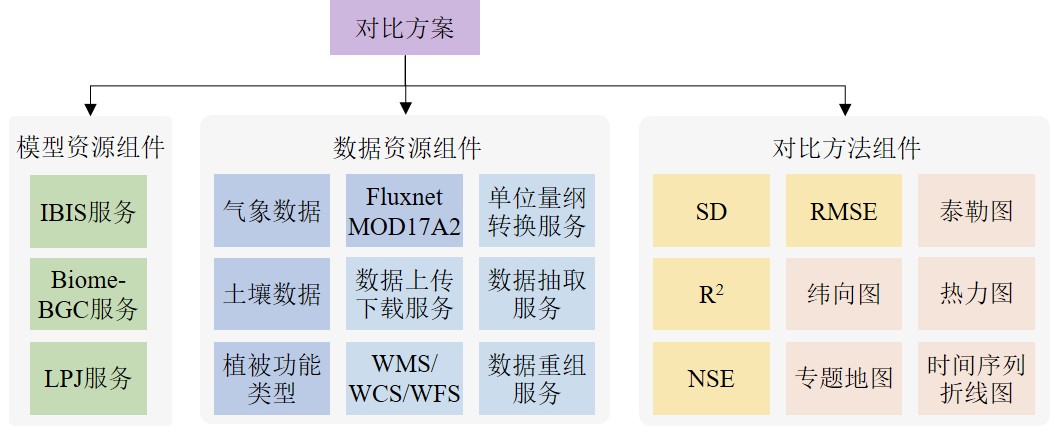 对比方案
模型资源组件
IBIS服务
Biome-
BGC服务
LPJ服务
数据资源组件
气象数据
Fluxnet
MOD17A2
单位量纲
转换服务
土壤数据
数据上传
下载服务
数据抽取
服务
植被功能
类型
WMS/
WCS/WFS
数据重组
服务
对比方法组件
SD
RMSE
泰勒图
R²
纬向图
热力图
NSE
专题地图
时间序列
折线图